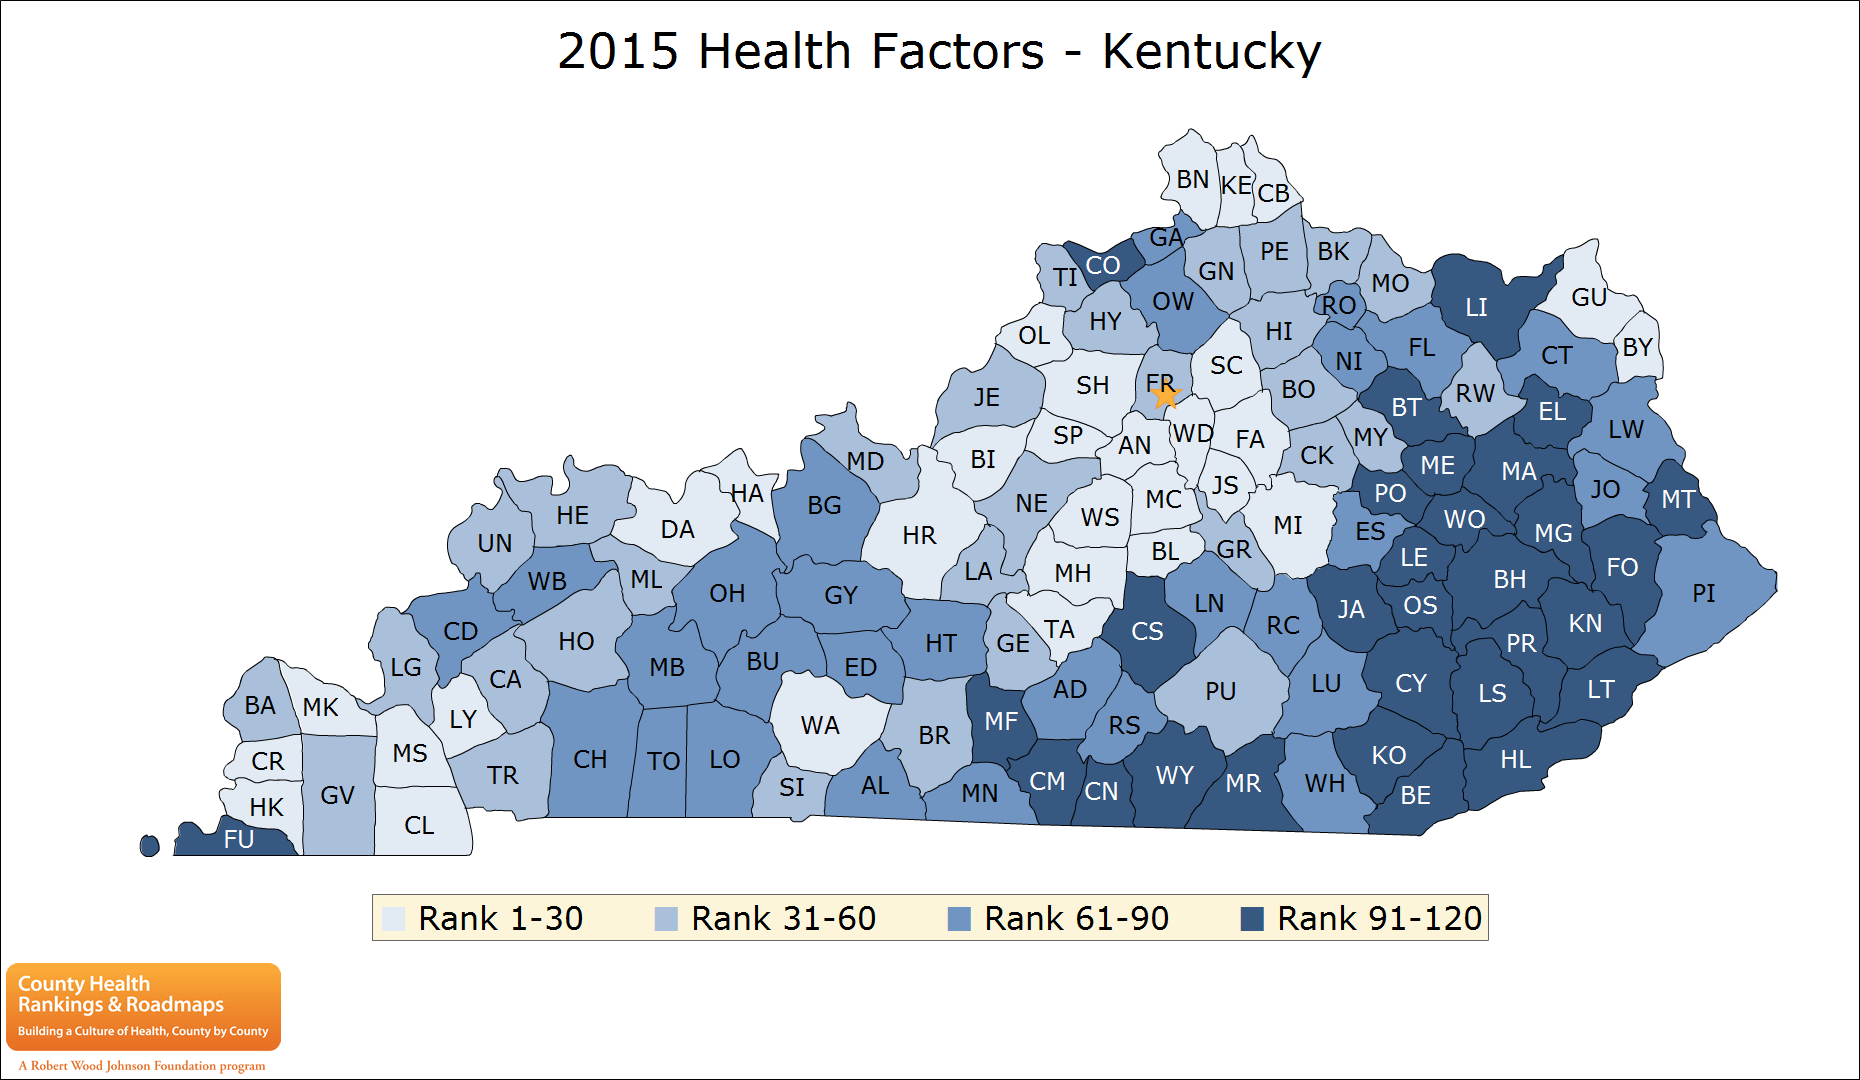 2015 Health Factors - Kentucky
BN KE CB
GA PE BK
CO GN
TI MO
OW GU
HY RO LI
OL HI
SC NI FL CT BY
SH FR
JE BO RW
BT EL
SP AN WD FA MY LW
BI CK
MD ME MA
HA NE WS MC JS PO JO MT
BG
HE DA HR MI WO
UN BL GR ES MG
WB ML LA MH LE FO
OH GY BH PI
CD HO TA CS LN RC JA OS KN
HT GE PR
LG CA MB BU ED AD PU LU CY LS LT
BA MK LY WA MF RS
CR MS BR
TR CH TO LO KO HL
GV SI AL MN CM CN WY MR WH BE
HK CL
FU
Rank 1-30 Rank 31-60 Rank 61-90 Rank 91-120
County Health
Rankings & Roadmaps
Building a Culture of Health, County by County
A Robert Wood Johnson Foundation program